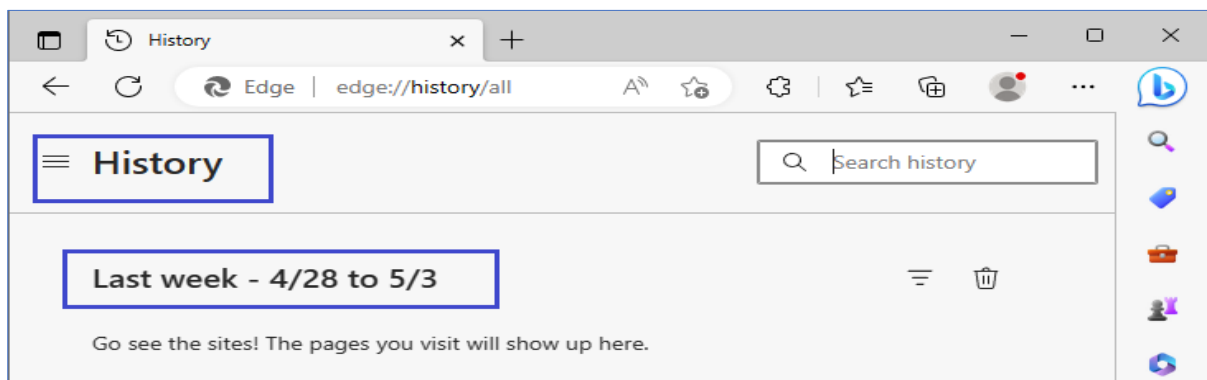 History
Edge | edge://history/all
History
Search history
Last week - 4/28 to 5/3
Go see the sites! The pages you visit will show up here.